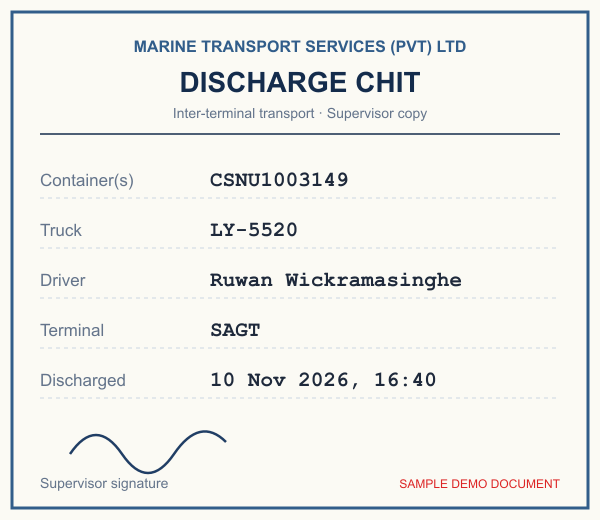 MARINE TRANSPORT SERVICES (PVT) LTD
DISCHARGE CHIT
Inter-terminal transport · Supervisor copy
Container(s) CSNU1003149
Truck LY-5520
Driver Ruwan Wickramasinghe
Terminal SAGT
Discharged 10 Nov 2026, 16:40
Supervisor signature SAMPLE DEMO DOCUMENT